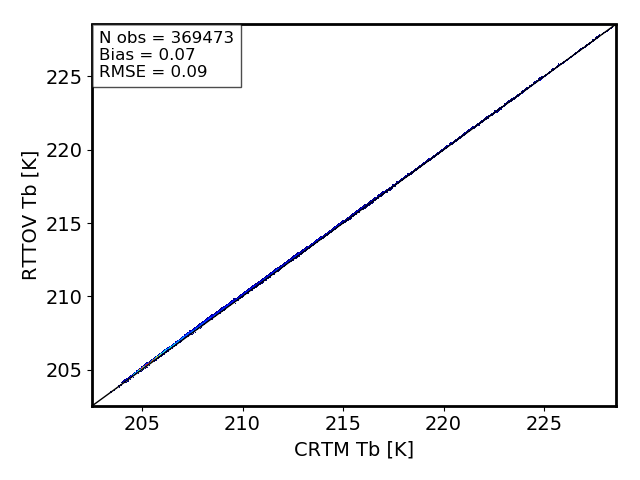 N obs = 369473
Bias = 0.07
RMSE = 0.09
225
220
215
210
205
RTTOV Tb [K]
205 210 215 220 225
CRTM Tb [K]